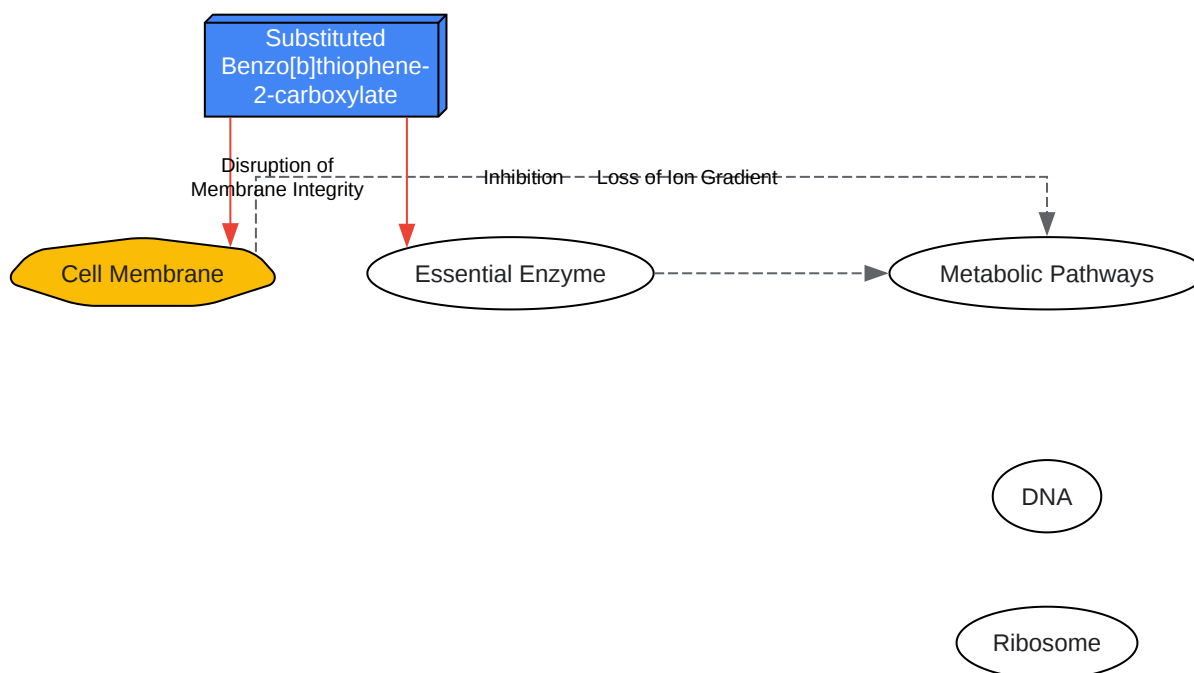 Substituted
Benzo[b]thiophene-
2-carboxylate
Disruption of
Membrane Integrity
Inhibition
Loss of Ion Gradient
Cell Membrane
Essential Enzyme
Metabolic Pathways
DNA
Ribosome